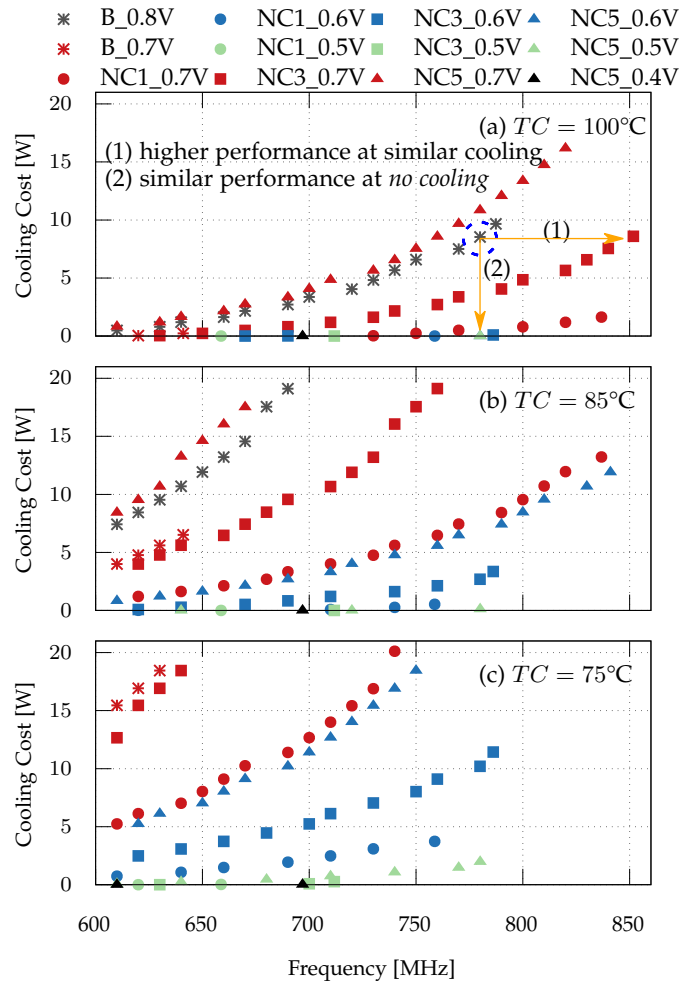 B_0.8V NC1_0.6V NC3_0.6V NC5_0.6V
B_0.7V NC1_0.5V NC3_0.5V NC5_0.5V
NC1_0.7V NC3_0.7V NC5_0.7V NC5_0.4V
20
15
10
5
0
Cooling Cost [W]
(a) TC = 100°C
(1) higher performance at similar cooling
(2) similar performance at no cooling
(1)
(2)
20
15
10
5
0
Cooling Cost [W]
(b) TC = 85°C
20
15
10
5
0
Cooling Cost [W]
(c) TC = 75°C
600 650 700 750 800 850
Frequency [MHz]